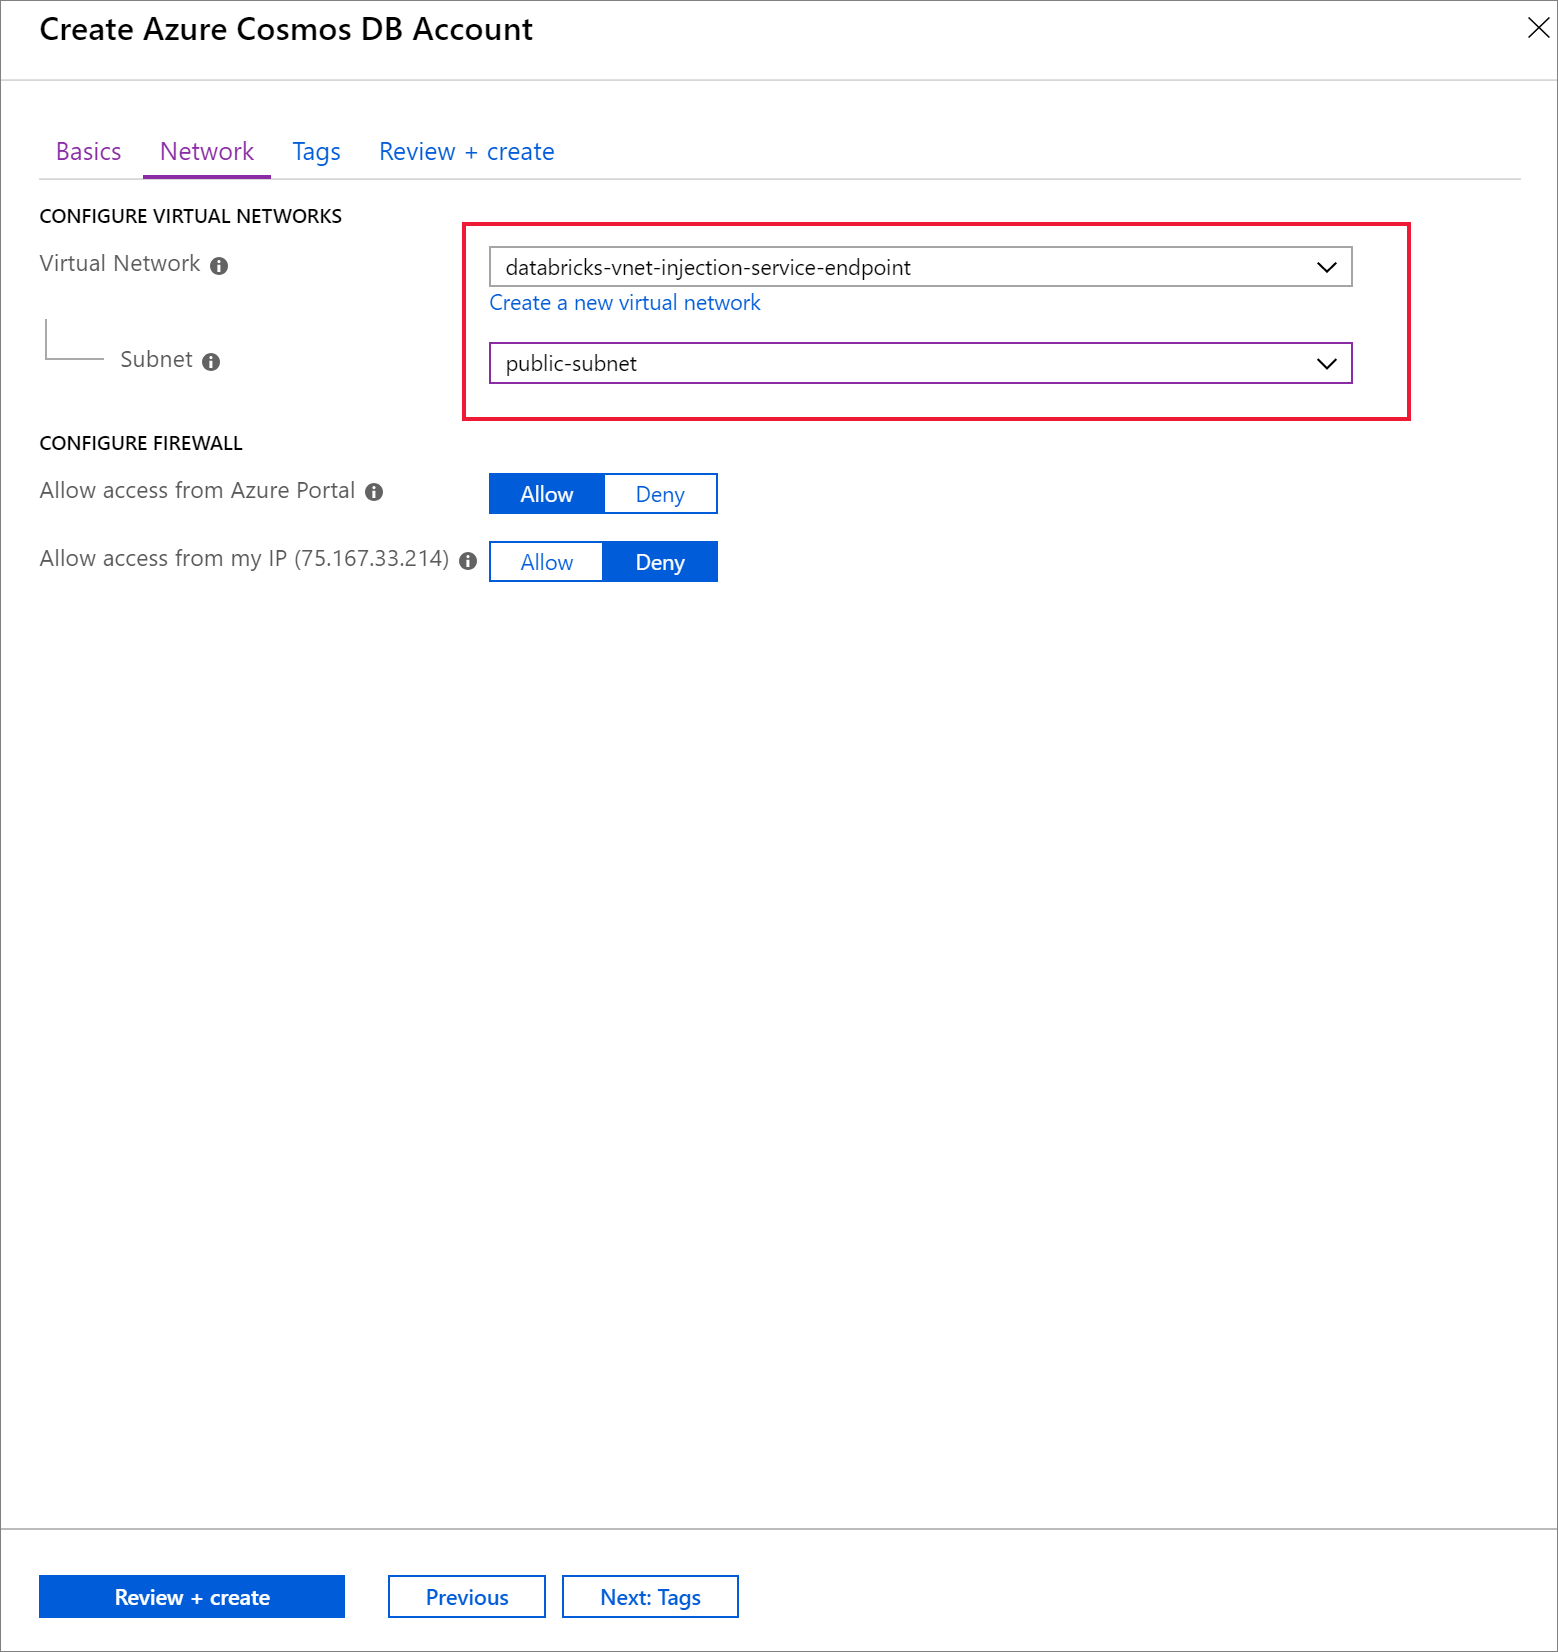 Create Azure Cosmos DB Account
Basics Network Tags Review + create
CONFIGURE VIRTUAL NETWORKS
Virtual Network
databricks-vnet-injection-service-endpoint
Create a new virtual network
Subnet
public-subnet
CONFIGURE FIREWALL
Allow access from Azure Portal
Allow Deny
Allow access from my IP (75.167.33.214)
Allow Deny
Review + create Previous Next: Tags